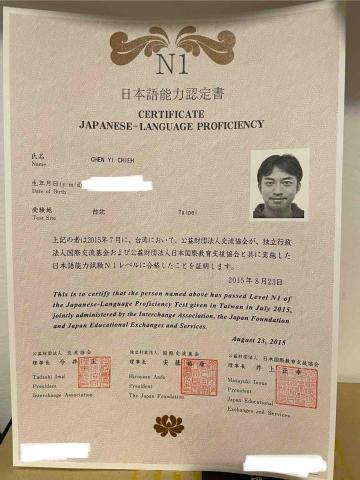 N1
日本語能力認定書
CERTIFICATE
JAPANESE-LANGUAGE PROFICIENCY
氏名
Name
CHEN YI CHIEH
生年月日(y/m/d)
Date of Birth
受験地
Test Site
台北
Taipei
上記の者は2015年7月に、台湾において、公益財団法人交流協会が、独立行政
法人国際交流基金および公益財団法人日本国際教育支援協会と共に実施した
日本語能力試験N1レベルに合格したことを証明します。
2015年8月23日
This is to certify that the person named above has passed Level N1 of
the Japanese-Language Proficiency Test given in Taiwan in July 2015,
jointly administered by the Interchange Association, the Japan Foundation
and Japan Educational Exchanges and Services.
August 23, 2015
公益財団法人 交流協会
理事長 今井 正
Tadashi Imai
President
Interchange Association
独立行政法人 国際交流基金
理事長 安藤 裕康
Hiroyasu Ando
President
The Japan Foundation
公益財団法人 日本国際教育支援協会
理事長 井上 正幸
Masayuki Inoue
President
Japan Educational
Exchanges and Services